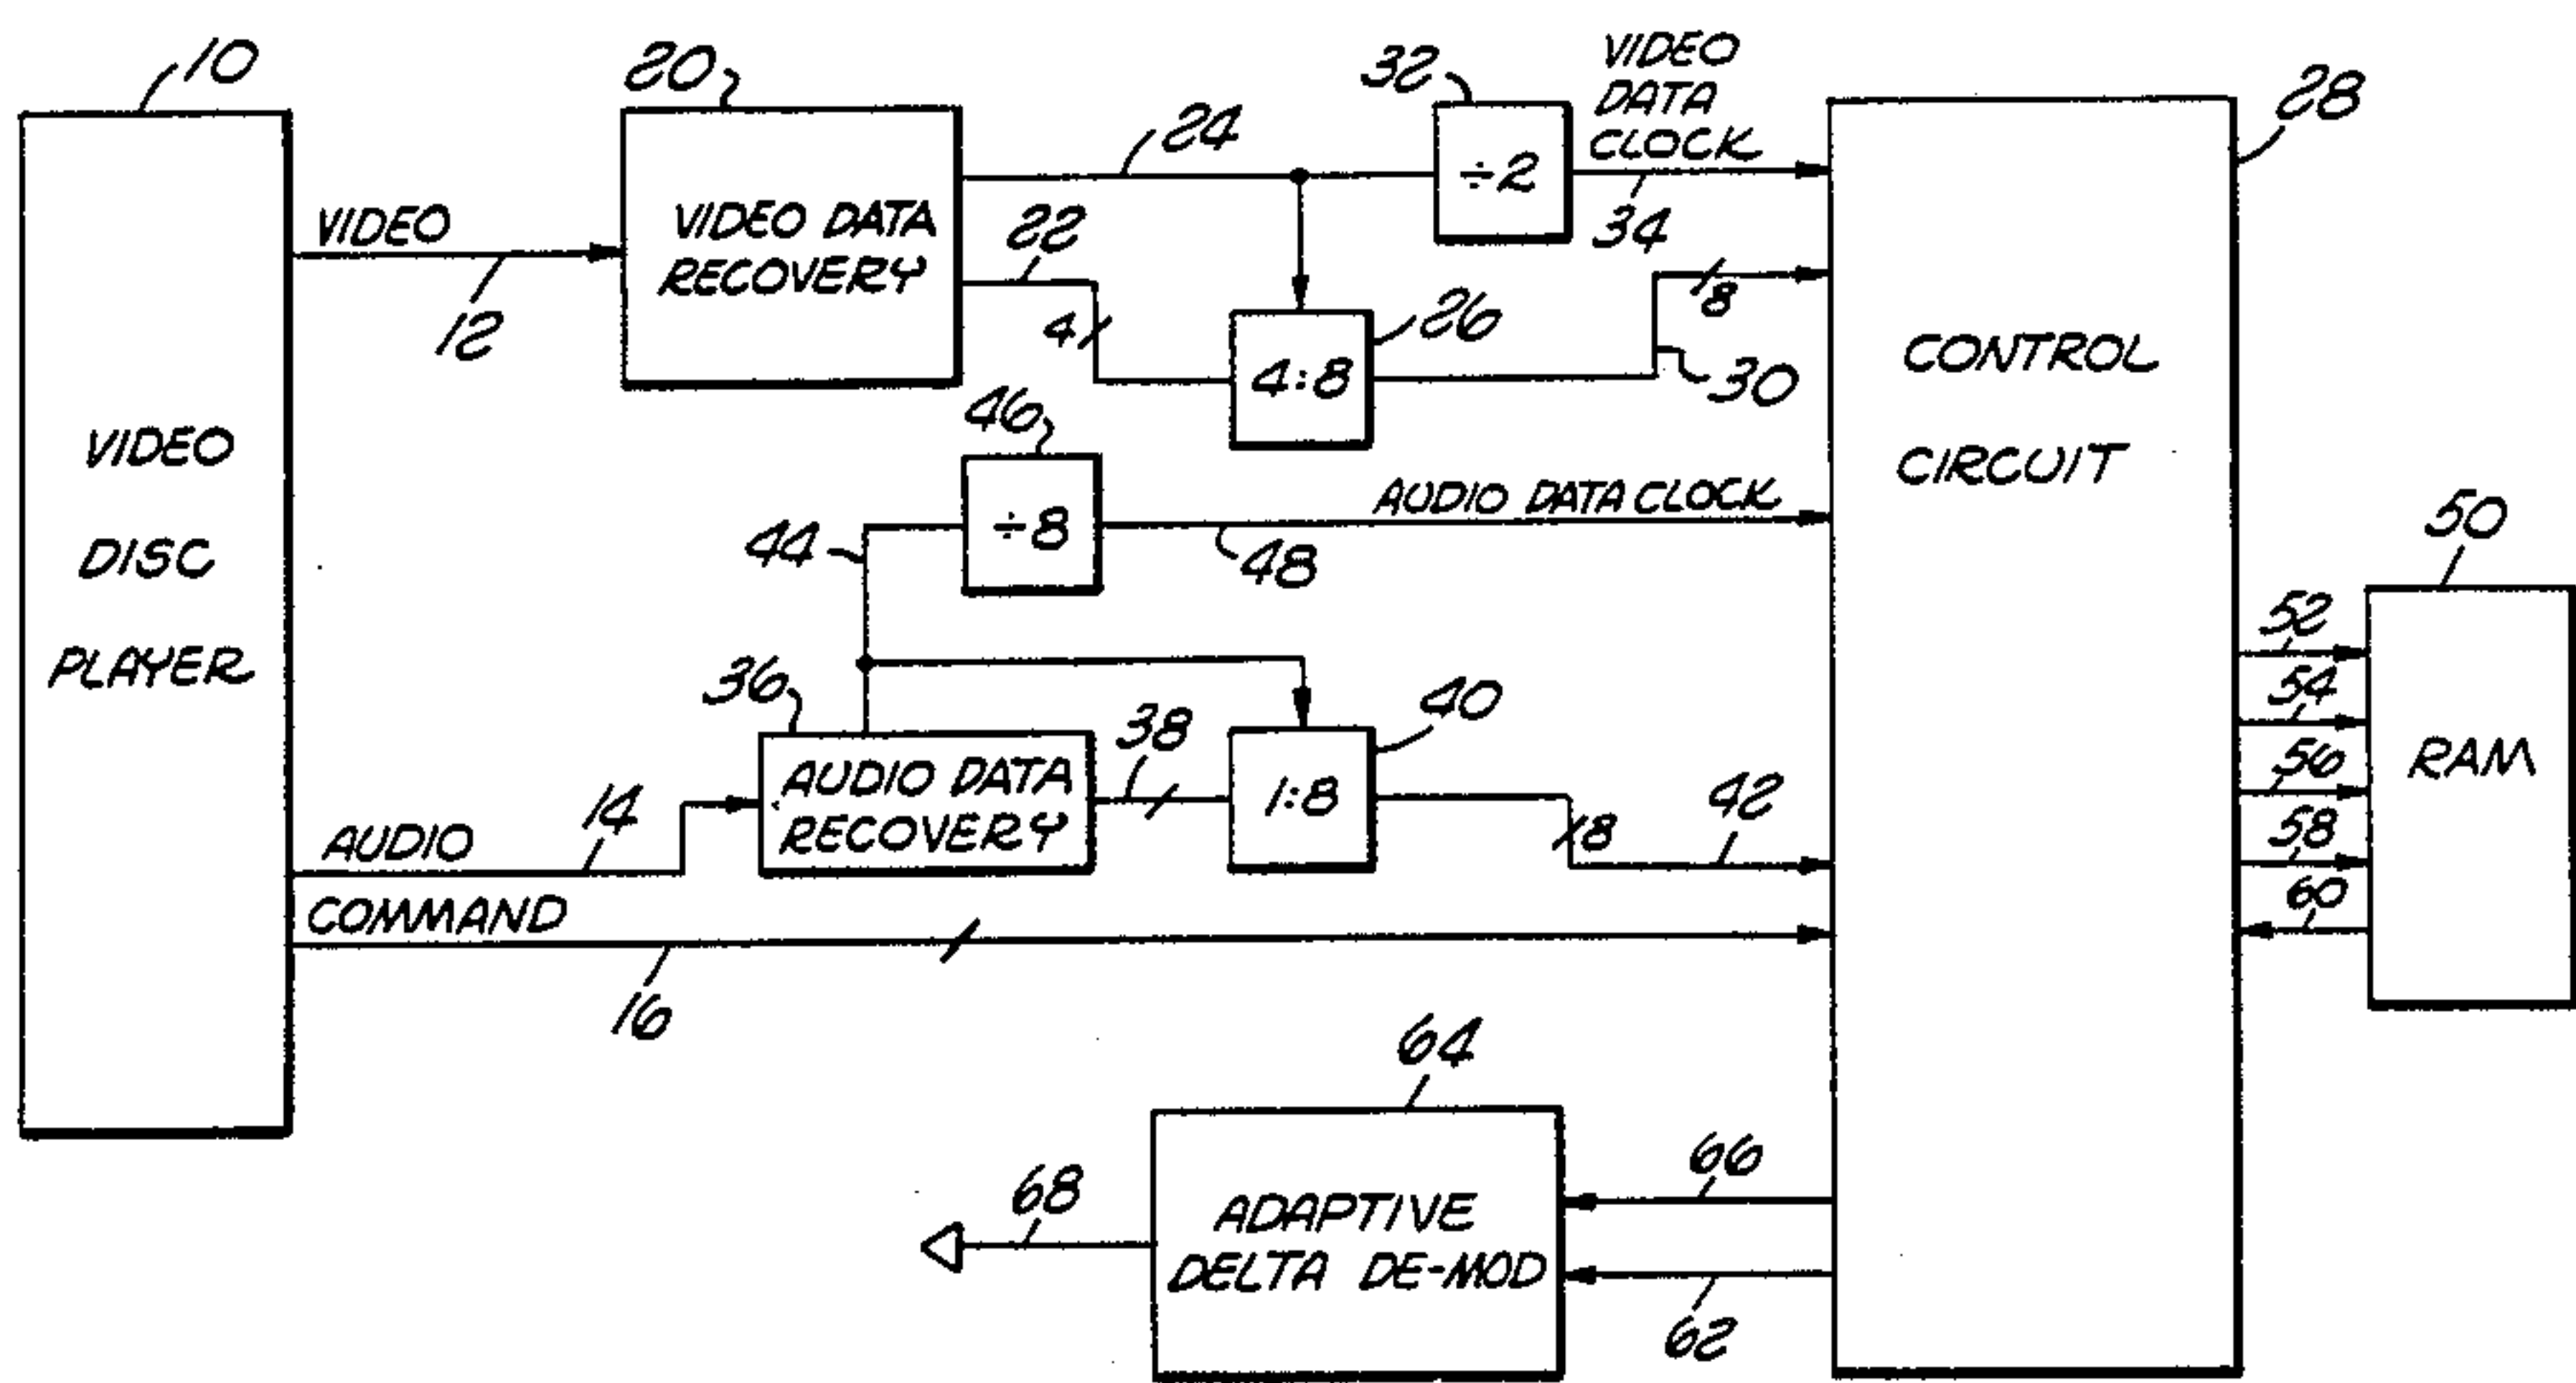 10
VIDEO
DISC
PLAYER
VIDEO
12
20
VIDEO DATA
RECOVERY
24
22
4
32
÷2
VIDEO
DATA
CLOCK
34
26
4:8
8
30
28
CONTROL
CIRCUIT
46
÷8
44
AUDIO DATA CLOCK
48
36
AUDIO DATA
RECOVERY
38
40
1:8
8
42
AUDIO
14
COMMAND
16
50
RAM
52
54
56
58
60
64
ADAPTIVE
DELTA DE-MOD
66
62
68